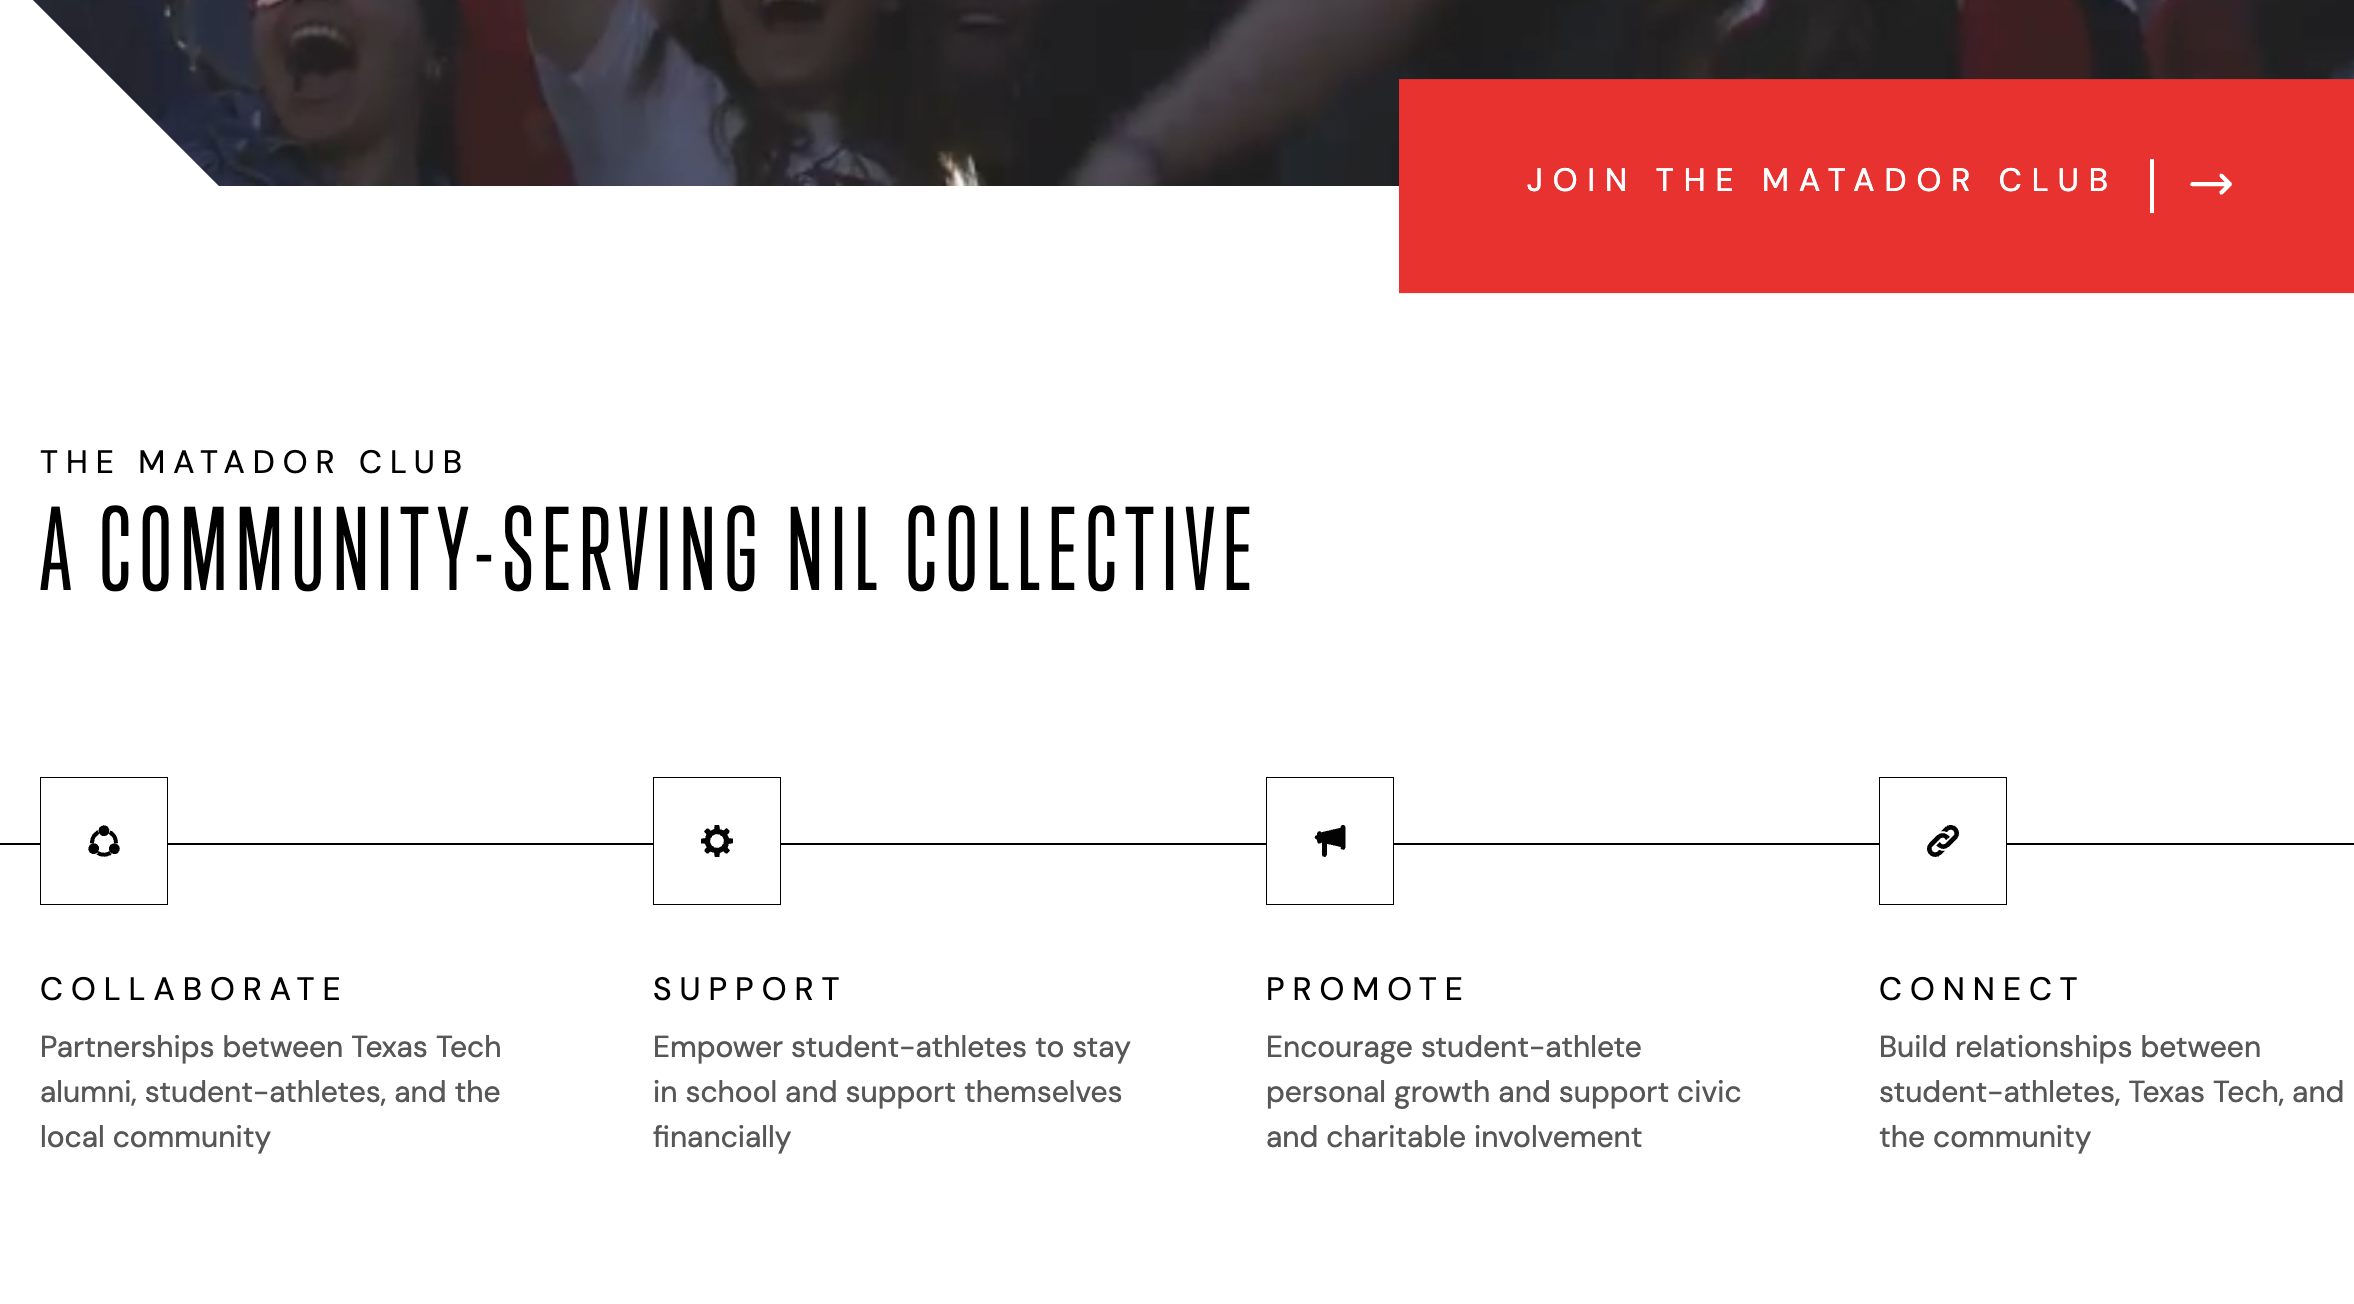 JOIN THE MATADOR CLUB
THE MATADOR CLUB
A COMMUNITY-SERVING NIL COLLECTIVE
COLLABORATE
Partnerships between Texas Tech
alumni, student-athletes, and the
local community
SUPPORT
Empower student-athletes to stay
in school and support themselves
financially
PROMOTE
Encourage student-athlete
personal growth and support civic
and charitable involvement
CONNECT
Build relationships between
student-athletes, Texas Tech, and
the community